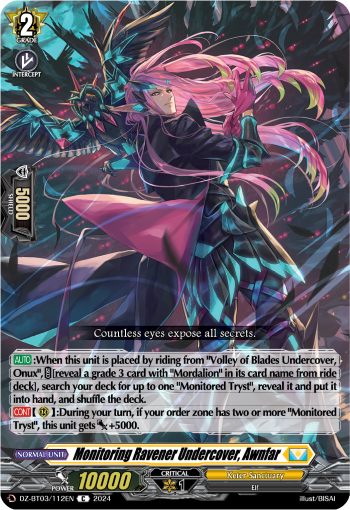 2
GRADE
INTERCEPT
5000
SHIELD
Countless eyes expose all secrets.
AUTO:When this unit is placed by riding from "Volley of Blades Undercover,
Onux", [reveal a grade 3 card with "Mordalion" in its card name from ride
deck], search your deck for up to one "Monitored Tryst", reveal it and put it
into hand, and shuffle the deck.
CONT【 】:During your turn, if your order zone has two or more "Monitored
Tryst", this unit gets +5000.
NORMAL UNIT
Monitoring Ravener Undercover, Awnfar
POWER
10000
CRITICAL
1
Keter Sanctuary
Elf
DZ-BT03/112EN C 2024
illust/BISAI